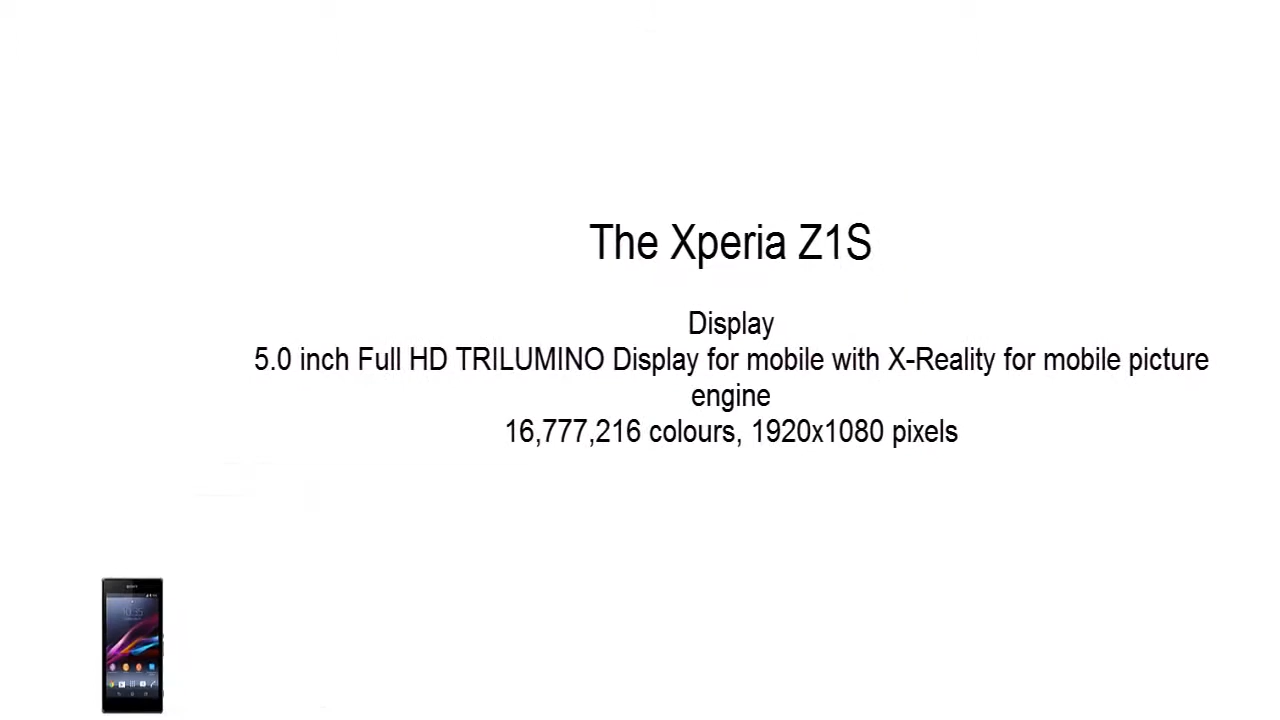 The Xperia Z1S
Display
5.0 inch Full HD TRILUMINO Display for mobile with X-Reality for mobile picture
engine
16,777,216 colours, 1920x1080 pixels
SONY